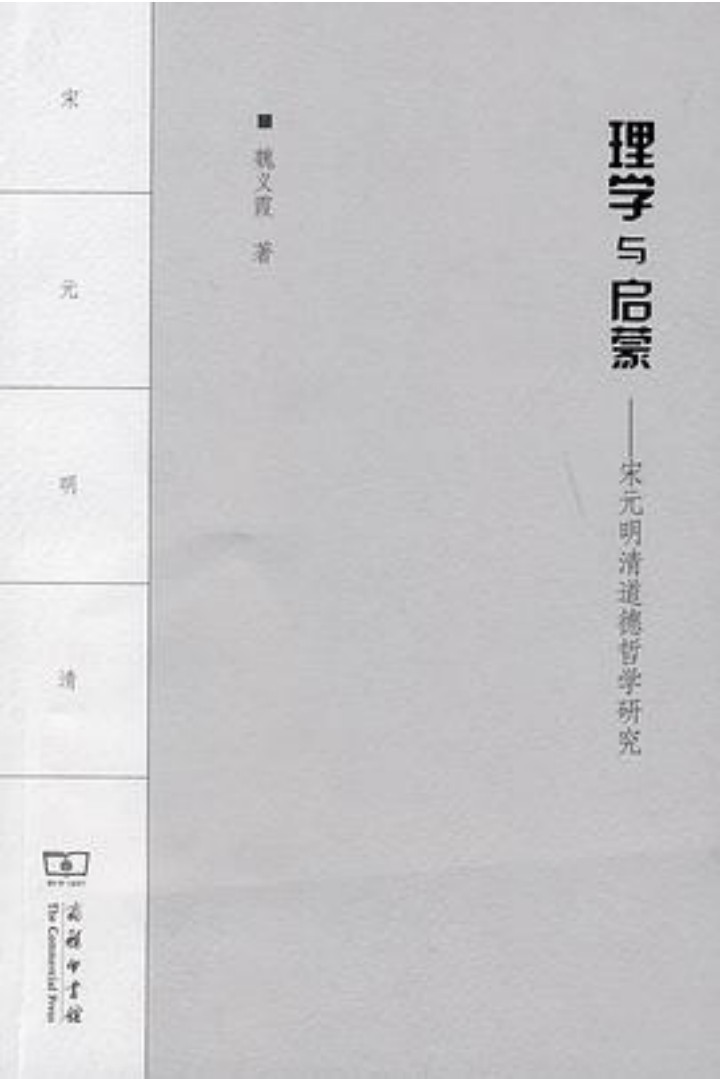 理学与启蒙
——宋元明清道德哲学研究
魏义霞 著
宋
元
明
清
商务印书馆
The Commercial Press